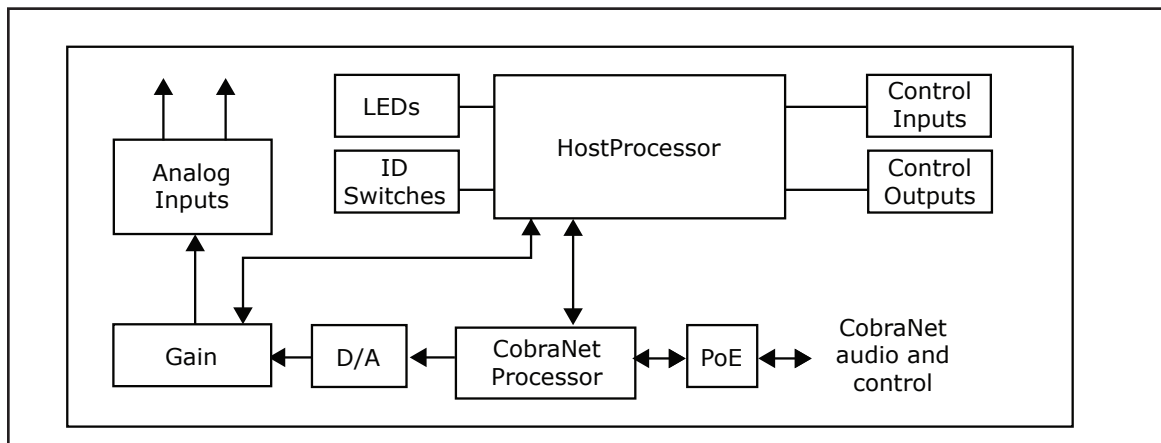 LEDs
HostProcessor
Control
Inputs
Analog
Inputs
ID
Switches
Control
Outputs
Gain
D/A
CobraNet
Processor
PoE
CobraNet
audio and
control